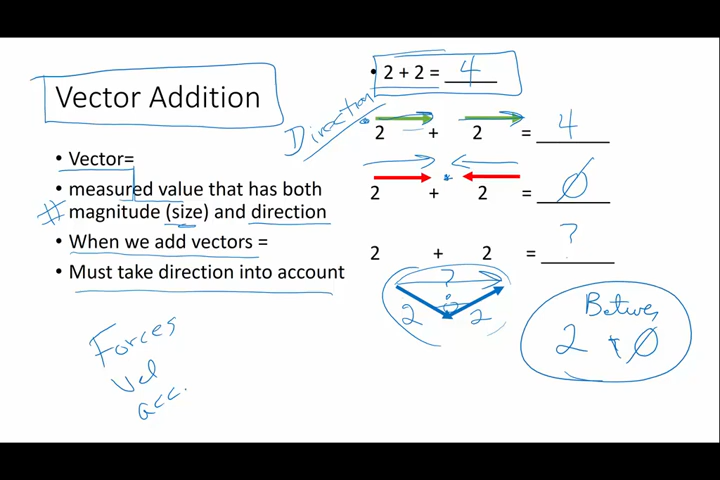 Vector Addition
• Vector=
• measured value that has both
# magnitude (size) and direction
• When we add vectors =
• Must take direction into account
Forces
Vel
acc.
• 2 + 2 = 4
Direction
2 + 2 = 4
2 + 2 = 0
2 + 2 = ?
?
2 2
2 + 0